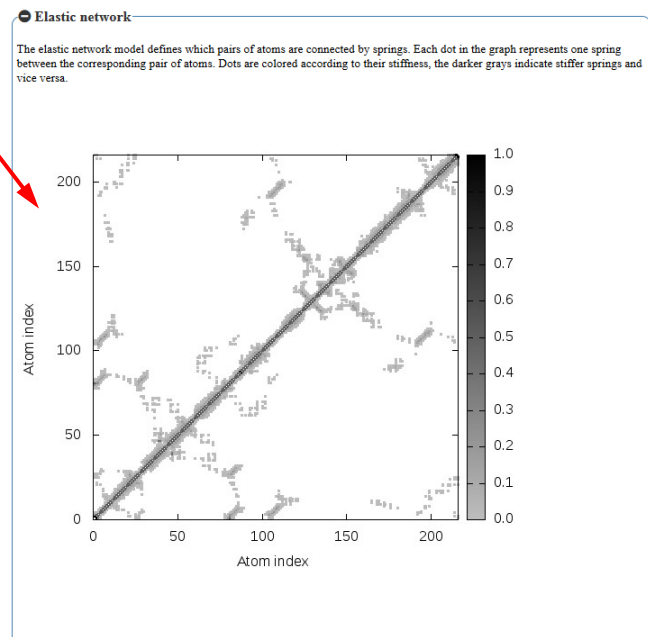 Elastic network
The elastic network model defines which pairs of atoms are connected by springs. Each dot in the graph represents one spring
between the corresponding pair of atoms. Dots are colored according to their stiffness, the darker grays indicate stiffer springs and
vice versa.
1.0
200
0.9
0.8
0.7
150
0.6
Atom index
0.5
100
0.4
0.3
50
0.2
0.1
0
0.0
0 50 100 150 200
Atom index